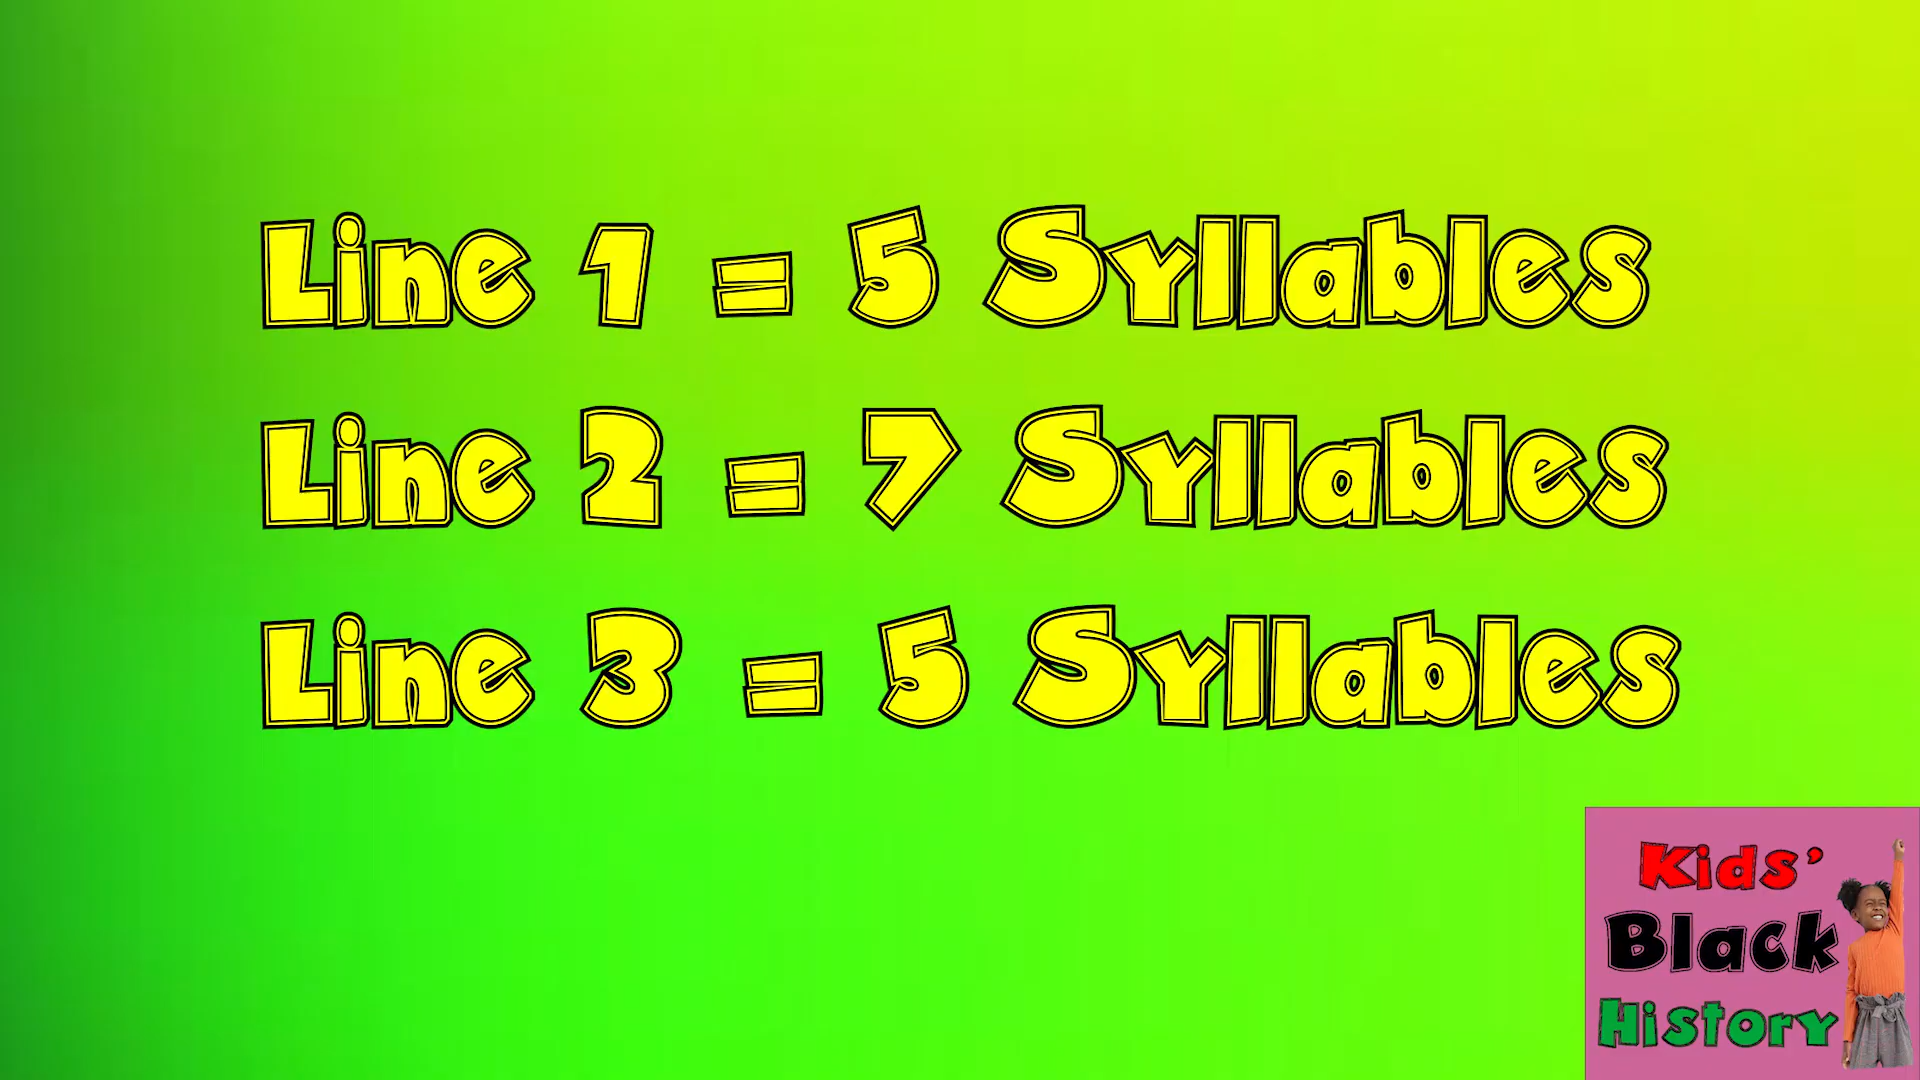 Line 1 = 5 Syllables
Line 2 = 7 Syllables
Line 3 = 5 Syllables
Kids'
Black
History